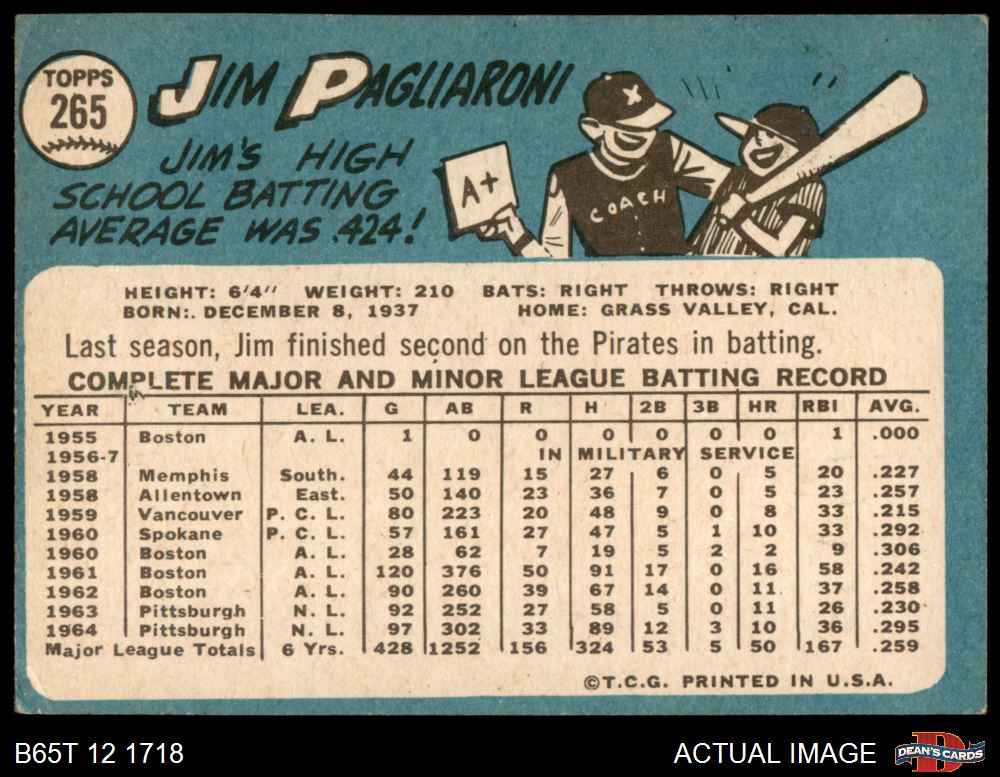 TOPPS
265
JIM PAGLIARONI
JIM'S HIGH
SCHOOL BATTING
AVERAGE WAS .424!
A+
COACH
HEIGHT: 6'4" WEIGHT: 210 BATS: RIGHT THROWS: RIGHT
BORN:. DECEMBER 8, 1937 HOME: GRASS VALLEY, CAL.
Last season, Jim finished second on the Pirates in batting.
COMPLETE MAJOR AND MINOR LEAGUE BATTING RECORD
YEAR TEAM LEA. G AB R H 2B 3B HR RBI AVG.
1955 Boston A. L. 1 0 0 0 0 0 0 1 .000
1956-7 IN MILITARY SERVICE
1958 Memphis South. 44 119 15 27 6 0 5 20 .227
1958 Allentown East. 50 140 23 36 7 0 5 23 .257
1959 Vancouver P. C. L. 80 223 20 48 9 0 8 33 .215
1960 Spokane P. C. L. 57 161 27 47 5 1 10 33 .292
1960 Boston A. L. 28 62 7 19 5 2 2 9 .306
1961 Boston A. L. 120 376 50 91 17 0 16 58 .242
1962 Boston A. L. 90 260 39 67 14 0 11 37 .258
1963 Pittsburgh N. L. 92 252 27 58 5 0 11 26 .230
1964 Pittsburgh N. L. 97 302 33 89 12 3 10 36 .295
Major League Totals 6 Yrs. 428 1252 156 324 53 5 50 167 .259
©T.C.G. PRINTED IN U.S.A.
B65T 12 1718 ACTUAL IMAGE DEAN'S CARDS